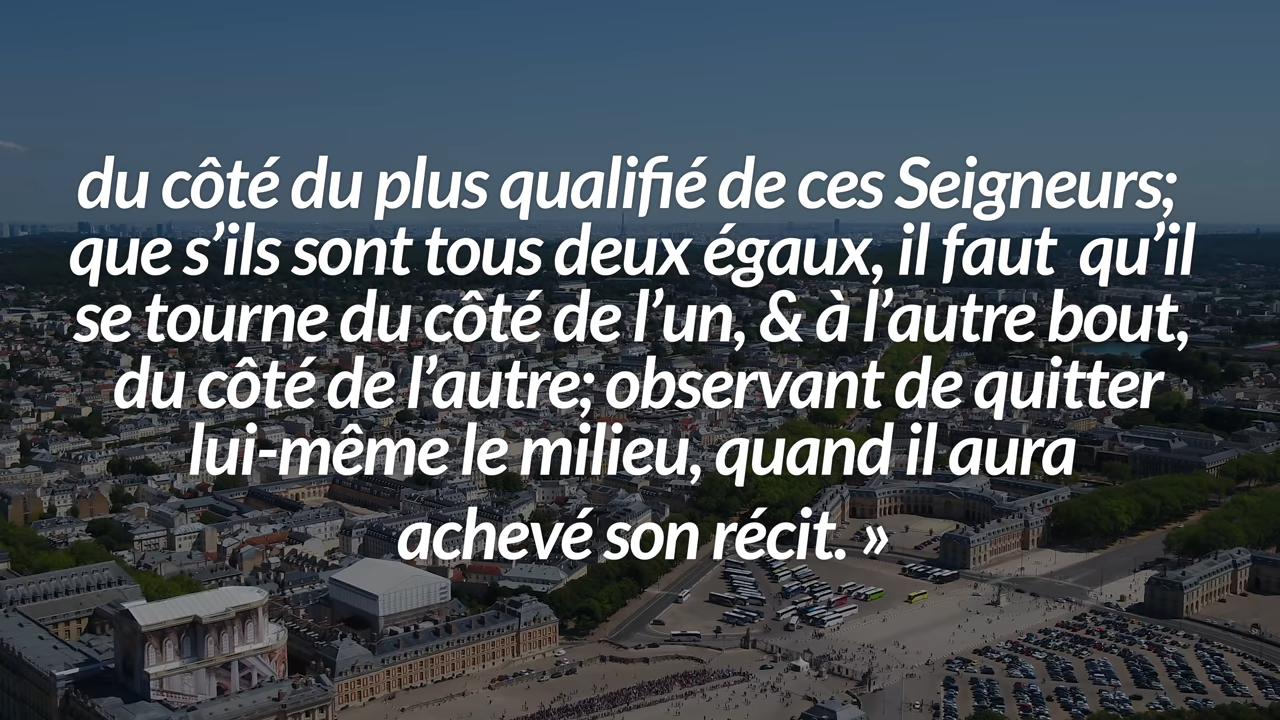 du côté du plus qualifié de ces Seigneurs;
que s’ils sont tous deux égaux, il faut  qu’il
se tourne du côté de l’un, & à l’autre bout,
du côté de l’autre; observant de quitter
lui-même le milieu, quand il aura
achevé son récit. »